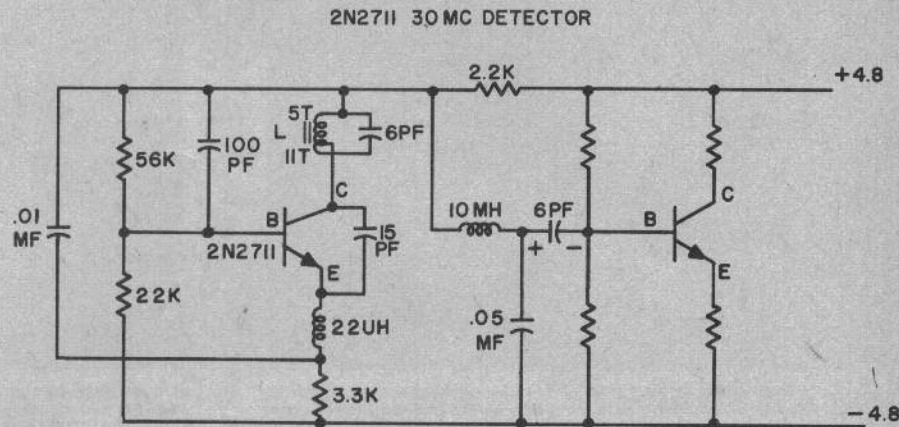 2N2711 30 MC DETECTOR
2.2K
+4.8
5T
L
11T
6PF
100
PF
56K
C
.01
MF
B
2N2711
15
PF
E
10 MH
6PF
+ -
B
C
E
22K
22UH
.05
MF
3.3K
-4.8